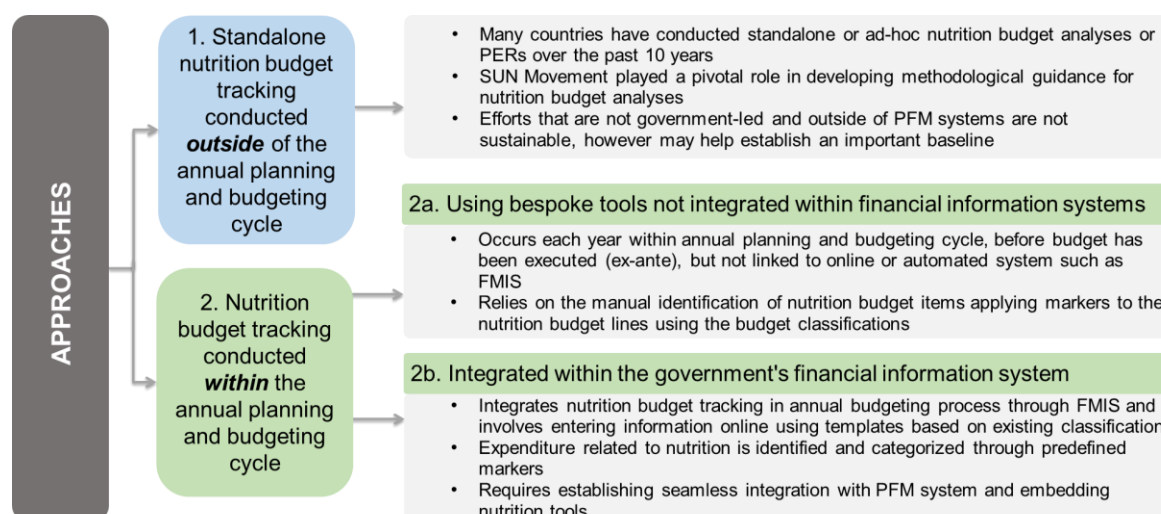 APPROACHES
1. Standalone
nutrition budget
tracking
conducted
outside of the
annual planning
and budgeting
cycle
• Many countries have conducted standalone or ad-hoc nutrition budget analyses or
PERs over the past 10 years
• SUN Movement played a pivotal role in developing methodological guidance for
nutrition budget analyses
• Efforts that are not government-led and outside of PFM systems are not
sustainable, however may help establish an important baseline
2. Nutrition
budget tracking
conducted
within the
annual planning
and budgeting
cycle
2a. Using bespoke tools not integrated within financial information systems
• Occurs each year within annual planning and budgeting cycle, before budget has
been executed (ex-ante), but not linked to online or automated system such as
FMIS
• Relies on the manual identification of nutrition budget items applying markers to the
nutrition budget lines using the budget classifications
2b. Integrated within the government's financial information system
• Integrates nutrition budget tracking in annual budgeting process through FMIS and
involves entering information online using templates based on existing classification
• Expenditure related to nutrition is identified and categorized through predefined
markers
• Requires establishing seamless integration with PFM system and embedding
nutrition tools